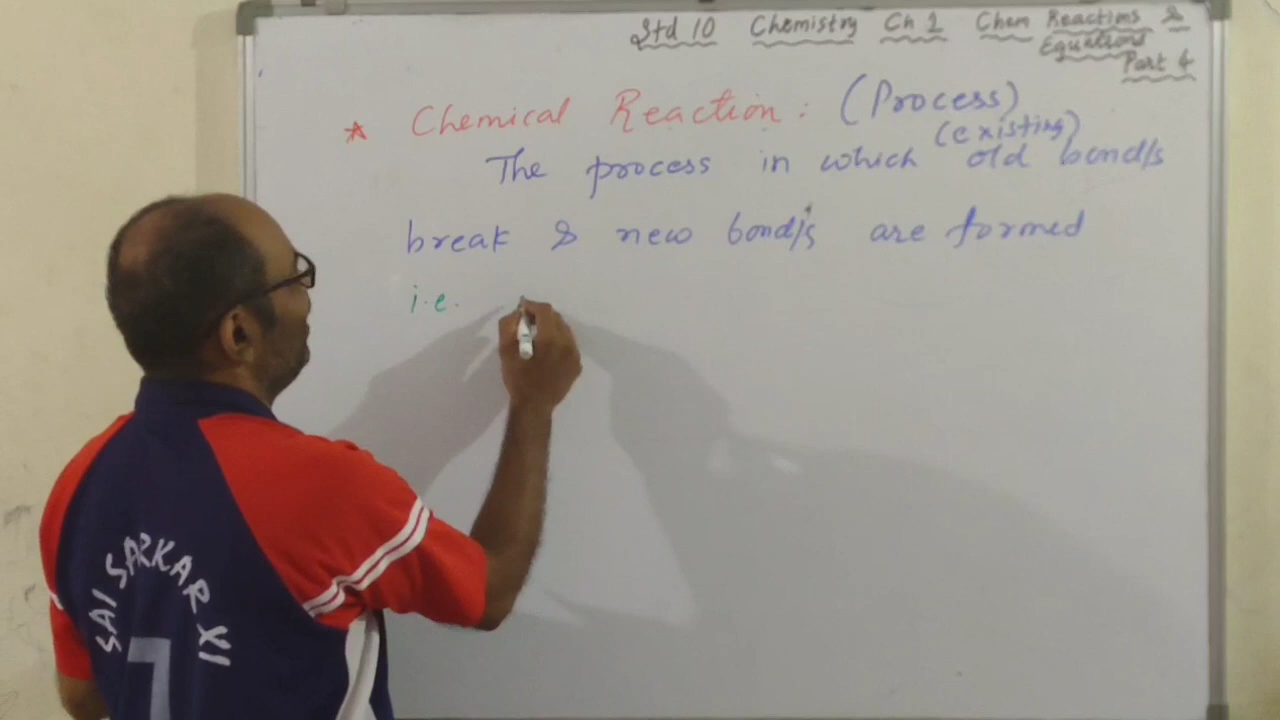 Std 10 Chemistry Ch 1 Chem Reactions &
Equations
Part 4
* Chemical Reaction : (Process)
(existing)
The process in which old bond/s
break & new bond/s are formed
i.e.
SAI SARKAR XI
7